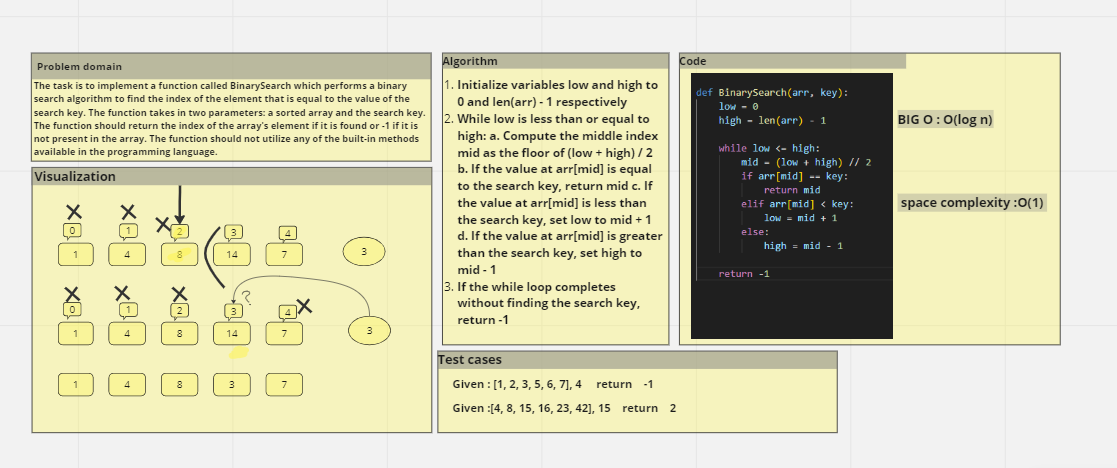 Problem domain
The task is to implement a function called BinarySearch which performs a binary
search algorithm to find the index of the element that is equal to the value of the
search key. The function takes in two parameters: a sorted array and the search key.
The function should return the index of the array's element if it is found or -1 if it is
not present in the array. The function should not utilize any of the built-in methods
available in the programming language.
Visualization
0 1 2 3 4
1 4 8 14 7 3
?
0 1 2 3 4
1 4 8 14 7 3
1 4 8 3 7
Algorithm
1. Initialize variables low and high to
0 and len(arr) - 1 respectively
2. While low is less than or equal to
high: a. Compute the middle index
mid as the floor of (low + high) / 2
b. If the value at arr[mid] is equal
to the search key, return mid c. If
the value at arr[mid] is less than
the search key, set low to mid + 1
d. If the value at arr[mid] is greater
than the search key, set high to
mid - 1
3. If the while loop completes
without finding the search key,
return -1
Code
def BinarySearch(arr, key):
low = 0
high = len(arr) - 1
while low <= high:
mid = (low + high) // 2
if arr[mid] == key:
return mid
elif arr[mid] < key:
low = mid + 1
else:
high = mid - 1
return -1
BIG O : O(log n)
space complexity :O(1)
Test cases
Given : [1, 2, 3, 5, 6, 7], 4 return -1
Given :[4, 8, 15, 16, 23, 42], 15 return 2